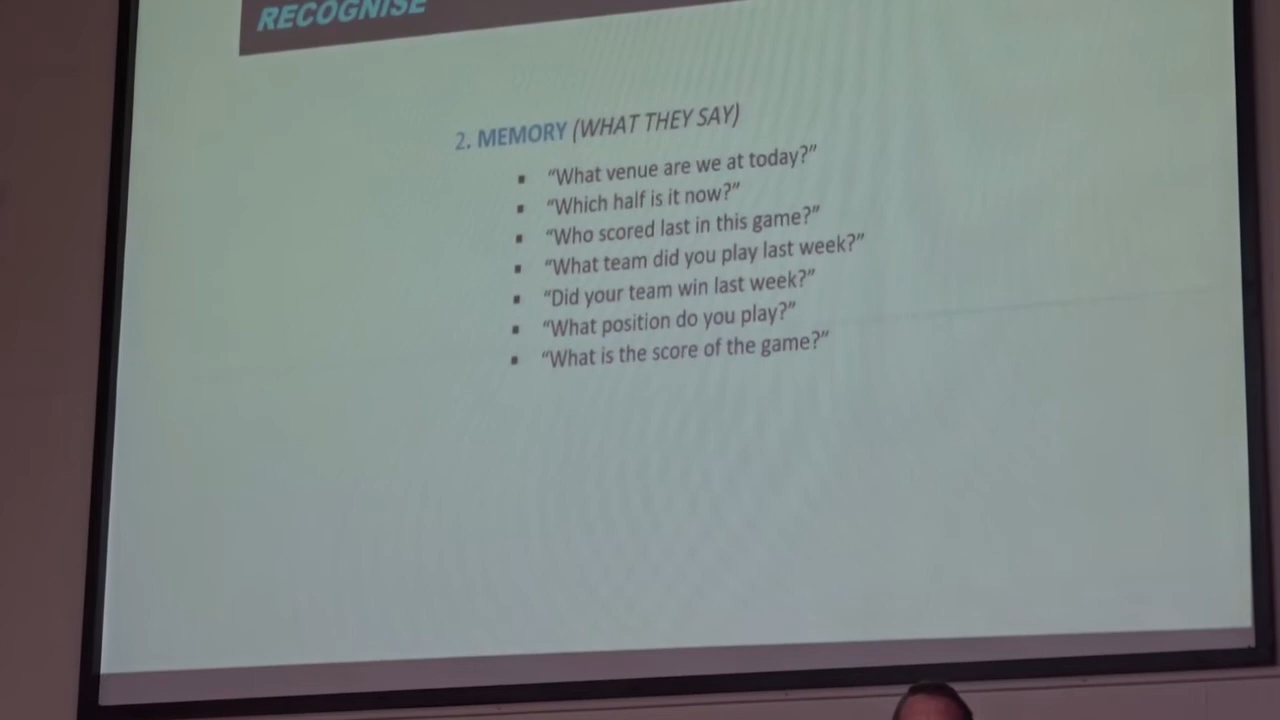 RECOGNISE
2. MEMORY (WHAT THEY SAY)
▪ “What venue are we at today?”
▪ “Which half is it now?”
▪ “Who scored last in this game?”
▪ “What team did you play last week?”
▪ “Did your team win last week?”
▪ “What position do you play?”
▪ “What is the score of the game?”